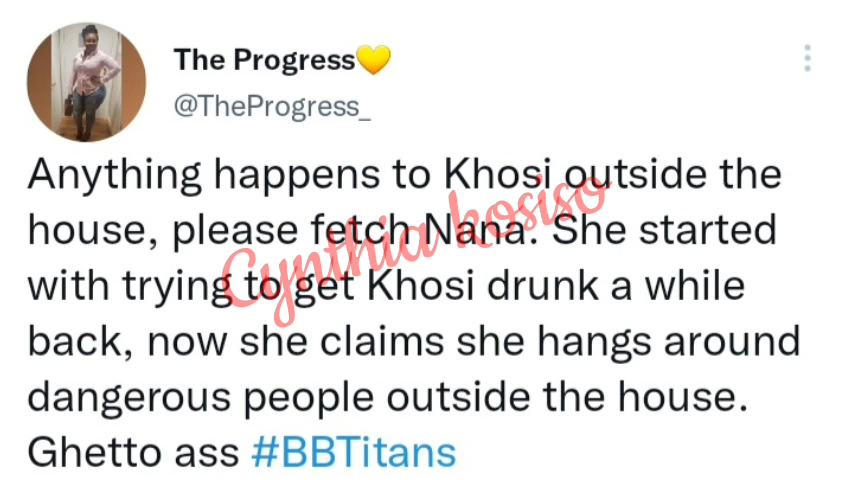 The Progress💛
@TheProgress_
Anything happens to Khosi outside the
house, please fetch Nana. She started
with trying to get Khosi drunk a while
back, now she claims she hangs around
dangerous people outside the house.
Ghetto ass #BBTitans
Cynthia kosiso